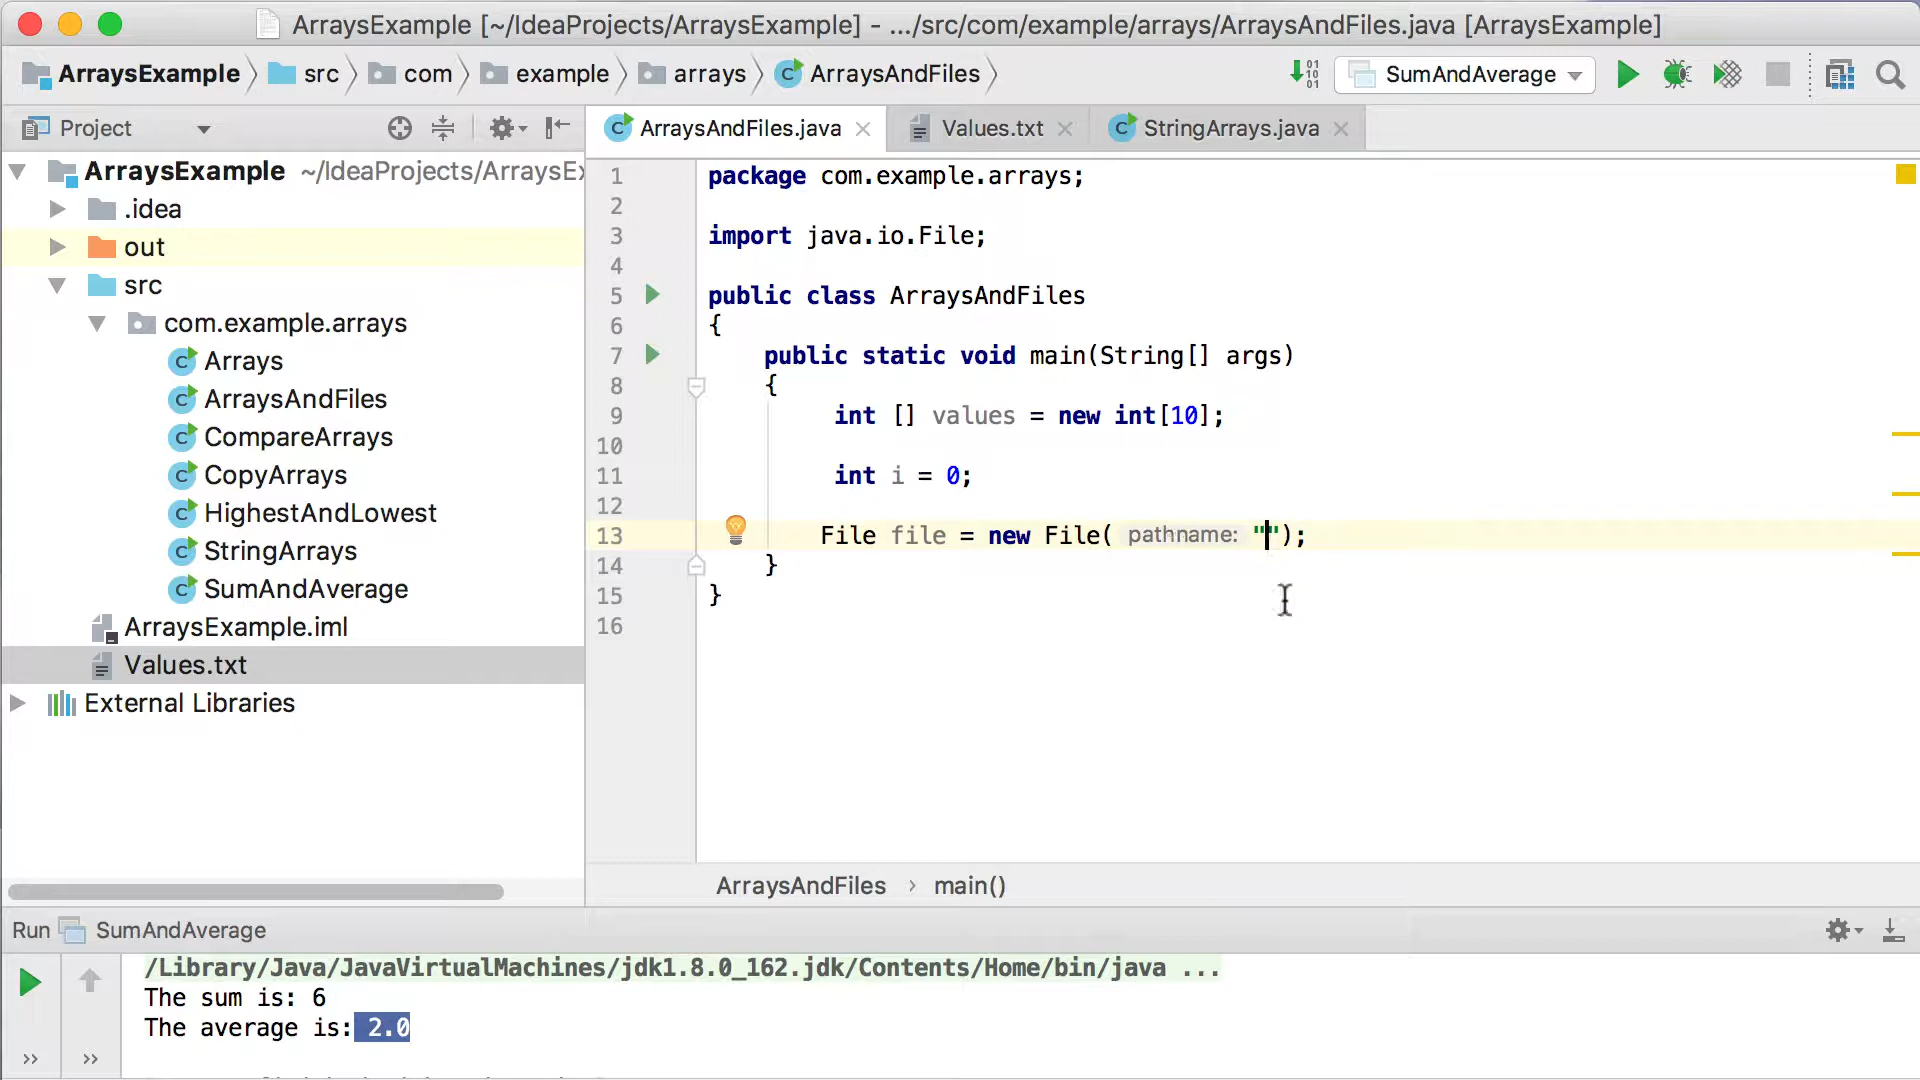 ArraysExample [~/IdeaProjects/ArraysExample] - .../src/com/example/arrays/ArraysAndFiles.java [ArraysExample]
ArraysExample src com example arrays ArraysAndFiles SumAndAverage
Project
ArraysAndFiles.java Values.txt StringArrays.java
ArraysExample ~/IdeaProjects/ArraysEx
.idea
out
src
com.example.arrays
Arrays
ArraysAndFiles
CompareArrays
CopyArrays
HighestAndLowest
StringArrays
SumAndAverage
ArraysExample.iml
Values.txt
External Libraries
1 package com.example.arrays;
2
3 import java.io.File;
4
5 public class ArraysAndFiles
6 {
7 public static void main(String[] args)
8 {
9 int [] values = new int[10];
10
11 int i = 0;
12
13 File file = new File( pathname: "");
14 }
15 }
16
ArraysAndFiles › main()
Run SumAndAverage
/Library/Java/JavaVirtualMachines/jdk1.8.0_162.jdk/Contents/Home/bin/java ...
The sum is: 6
The average is: 2.0